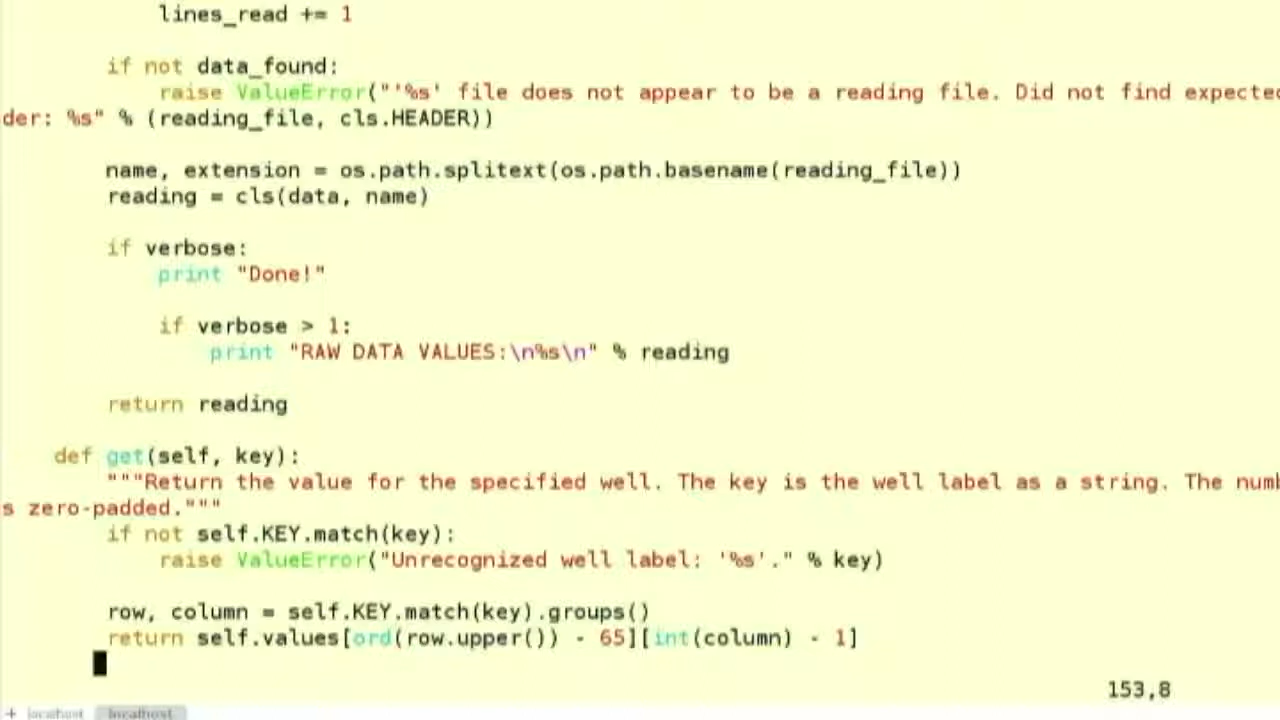 lines_read += 1
if not data_found:
raise ValueError("'%s' file does not appear to be a reading file. Did not find expected
der: %s" % (reading_file, cls.HEADER))
name, extension = os.path.splitext(os.path.basename(reading_file))
reading = cls(data, name)
if verbose:
print "Done!"
if verbose > 1:
print "RAW DATA VALUES:\n%s\n" % reading
return reading
def get(self, key):
"""Return the value for the specified well. The key is the well label as a string. The numb
s zero-padded."""
if not self.KEY.match(key):
raise ValueError("Unrecognized well label: '%s'." % key)
row, column = self.KEY.match(key).groups()
return self.values[ord(row.upper()) - 65][int(column) - 1]
153,8
+ localhost localhost